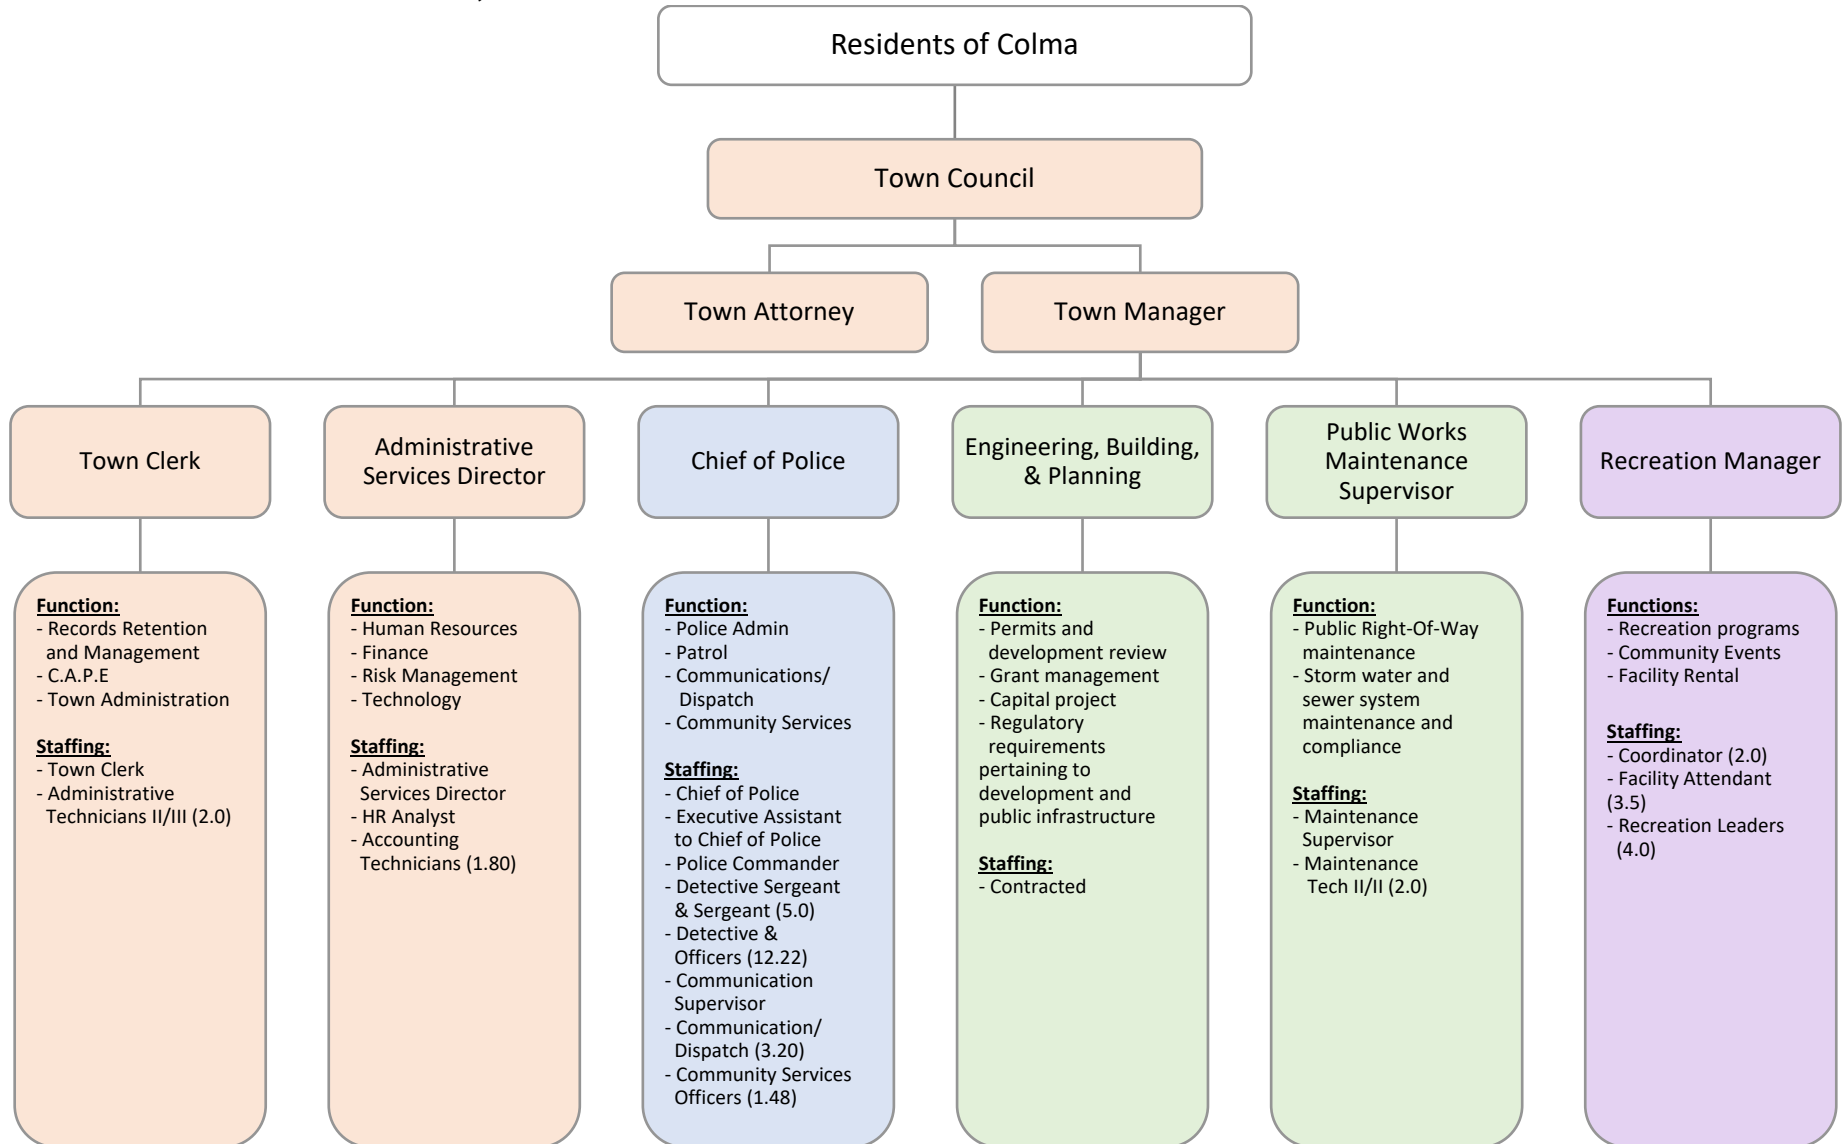 Residents of Colma
Town Council
Town Attorney
Town Manager
Town Clerk
Administrative
Services Director
Chief of Police
Engineering, Building,
& Planning
Public Works
Maintenance
Supervisor
Recreation Manager
Function:
- Records Retention
and Management
- C.A.P.E
- Town Administration
Staffing:
- Town Clerk
- Administrative
Technicians II/III (2.0)
Function:
- Human Resources
- Finance
- Risk Management
- Technology
Staffing:
- Administrative
Services Director
- HR Analyst
- Accounting
Technicians (1.80)
Function:
- Police Admin
- Patrol
- Communications/
Dispatch
- Community Services
Staffing:
- Chief of Police
- Executive Assistant
to Chief of Police
- Police Commander
- Detective Sergeant
& Sergeant (5.0)
- Detective &
Officers (12.22)
- Communication
Supervisor
- Communication/
Dispatch (3.20)
- Community Services
Officers (1.48)
Function:
- Permits and
development review
- Grant management
- Capital project
- Regulatory
requirements
pertaining to
development and
public infrastructure
Staffing:
- Contracted
Function:
- Public Right-Of-Way
maintenance
- Storm water and
sewer system
maintenance and
compliance
Staffing:
- Maintenance
Supervisor
- Maintenance
Tech II/II (2.0)
Functions:
- Recreation programs
- Community Events
- Facility Rental
Staffing:
- Coordinator (2.0)
- Facility Attendant
(3.5)
- Recreation Leaders
(4.0)